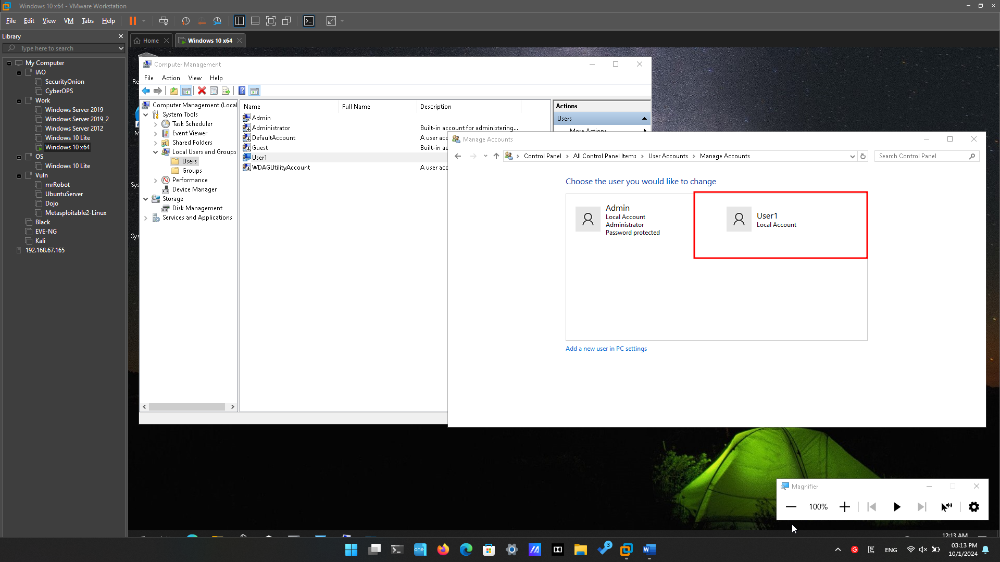 Windows 10 x64 - VMware Workstation
File Edit View VM Tabs Help
Library
Type here to search
My Computer
IAO
SecurityOnion
CyberOPS
Work
Windows Server 2019
Windows Server 2019_2
Windows Server 2012
Windows 10 Lite
Windows 10 x64
OS
Windows 10 Lite
Vuln
mrRobot
UbuntuServer
Dojo
Metasploitable2-Linux
Black
EVE-NG
Kali
192.168.67.165
Home
Windows 10 x64
Re
M
Sys
Sys
Computer Management
File Action View Help
Computer Management (Local
System Tools
Task Scheduler
Event Viewer
Shared Folders
Local Users and Groups
Users
Groups
Performance
Device Manager
Storage
Disk Management
Services and Applications
Name Full Name Description
Admin
Administrator Built-in account for administering...
DefaultAccount A user acc
Guest Built-in ac
User1
WDAGUtilityAccount A user acc
Actions
Users
More Actions
Manage Accounts
Control Panel All Control Panel Items User Accounts Manage Accounts
Search Control Panel
Choose the user you would like to change
Admin
Local Account
Administrator
Password protected
User1
Local Account
Add a new user in PC settings
Magnifier
100%
12:13 AM
one
3
W
G
E
ENG
03:13 PM
10/1/2024